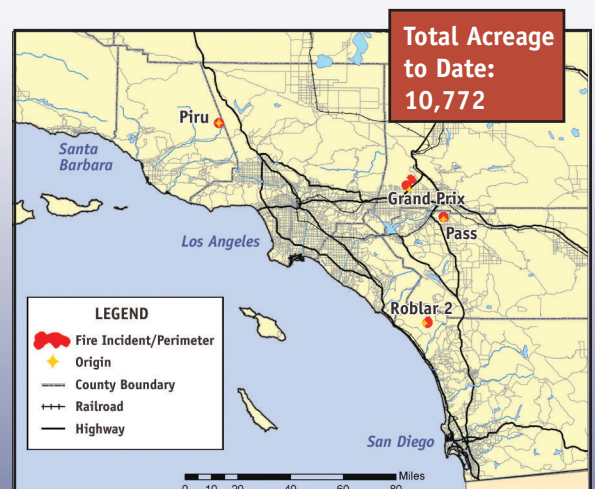 Total Acreage
to Date:
10,772
Piru
Santa
Barbara
Grand Prix
Pass
Los Angeles
Roblar 2
LEGEND
Fire Incident/Perimeter
Origin
County Boundary
Railroad
Highway
San Diego
Miles
0 10 20 40 60 80